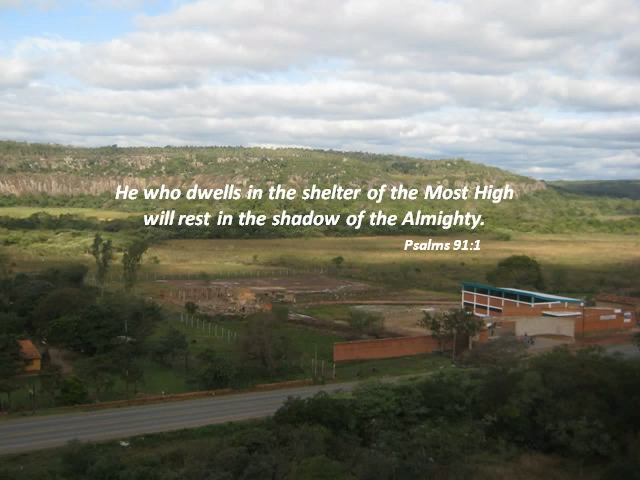 He who dwells in the shelter of the Most High
will rest in the shadow of the Almighty.
Psalms 91:1